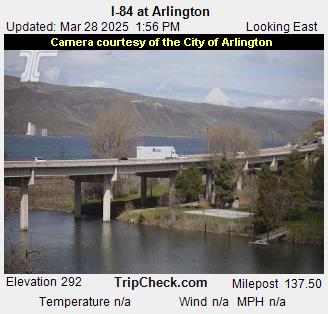 I-84 at Arlington
Updated: Mar 28 2025 1:56 PM Looking East
Camera courtesy of the City of Arlington
Elevation 292 TripCheck.com Milepost 137.50
Temperature n/a Wind n/a MPH n/a